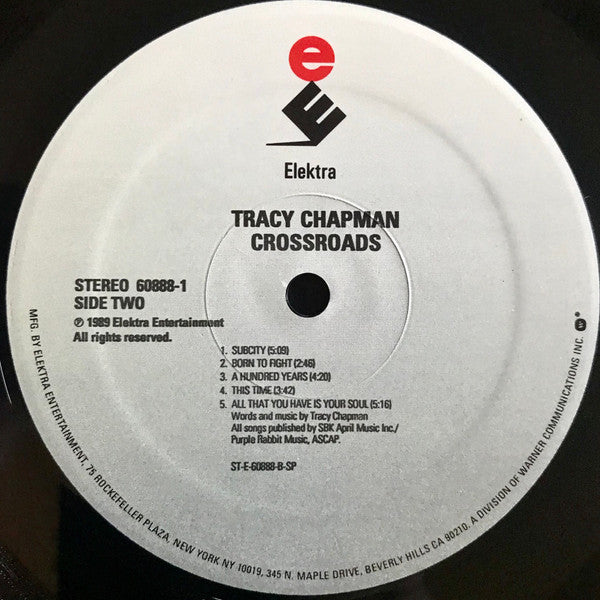 e
E
Elektra
TRACY CHAPMAN
CROSSROADS
STEREO 60888-1
SIDE TWO
℗ 1989 Elektra Entertainment
All rights reserved.
1. SUBCITY (5:09)
2. BORN TO FIGHT (2:46)
3. A HUNDRED YEARS (4:20)
4. THIS TIME (3:42)
5. ALL THAT YOU HAVE IS YOUR SOUL (5:16)
Words and music by Tracy Chapman
All songs published by SBK April Music Inc./
Purple Rabbit Music, ASCAP.
ST-E-60888-B-SP
MFG. BY ELEKTRA ENTERTAINMENT, 75 ROCKEFELLER PLAZA, NEW YORK NY 10019, 345 N. MAPLE DRIVE, BEVERLY HILLS CA 90210. A DIVISION OF WARNER COMMUNICATIONS INC.